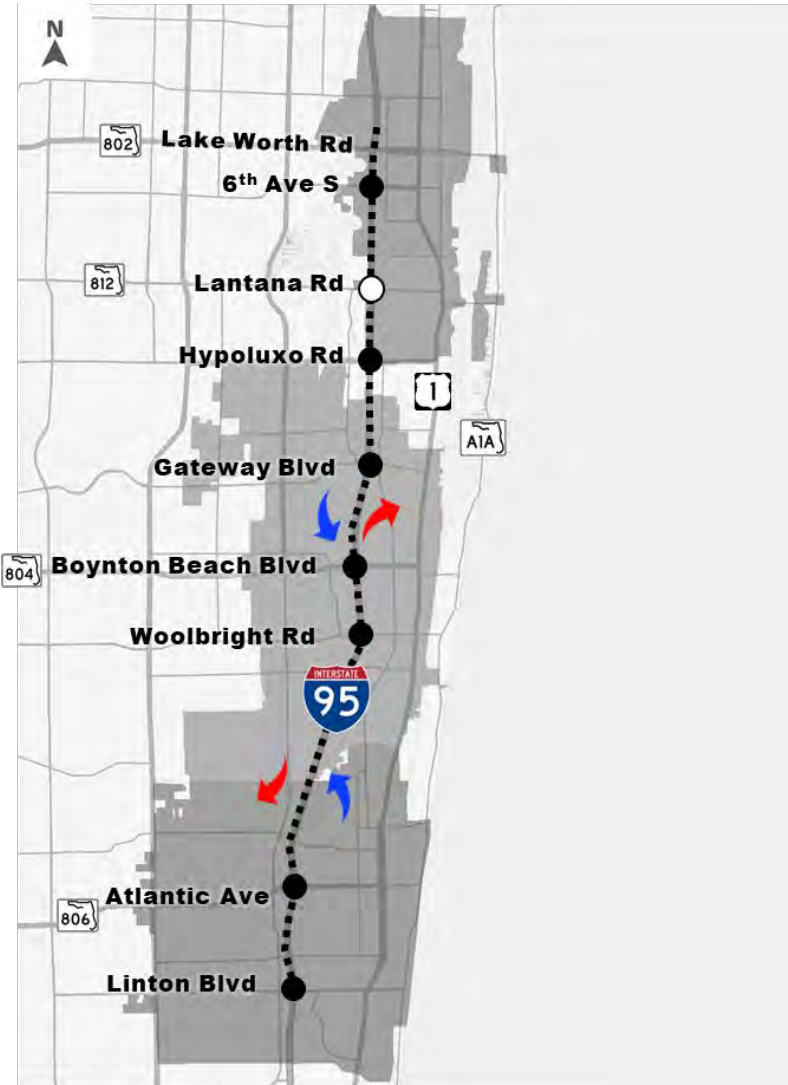 N
802
Lake Worth Rd
6th Ave S
812
Lantana Rd
Hypoluxo Rd
1
A1A
Gateway Blvd
804
Boynton Beach Blvd
Woolbright Rd
INTERSTATE
95
Atlantic Ave
806
Linton Blvd